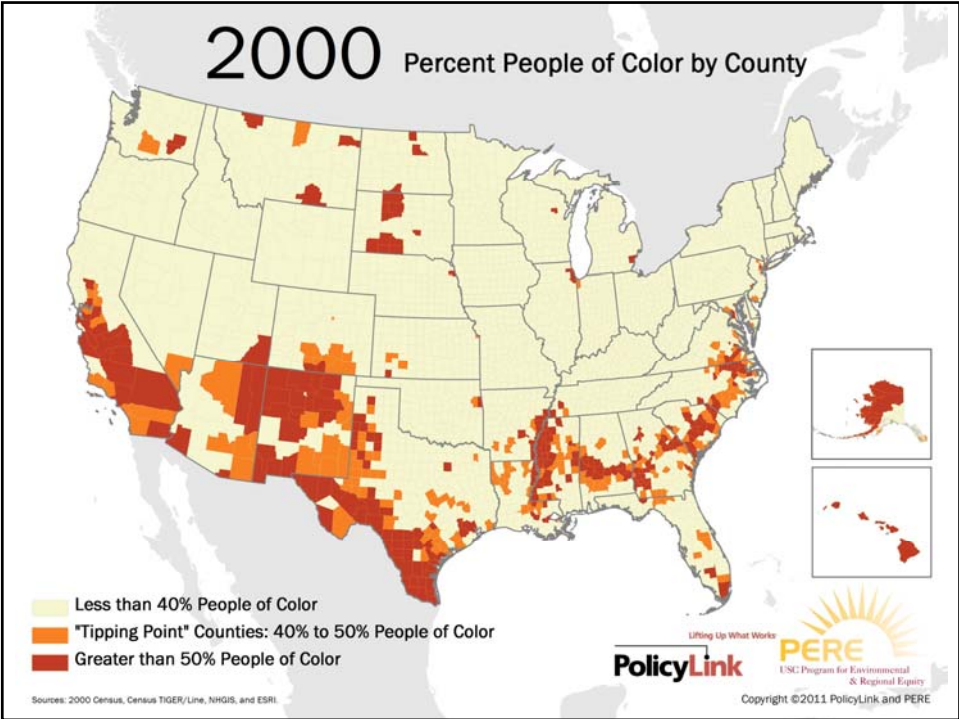 2000 Percent People of Color by County
Less than 40% People of Color
"Tipping Point" Counties: 40% to 50% People of Color
Greater than 50% People of Color
Lifting Up What Works
PolicyLink
PERE
USC Program for Environmental
& Regional Equity
Sources: 2000 Census, Census TIGER/Line, NHGIS, and ESRI.
Copyright ©2011 PolicyLink and PERE